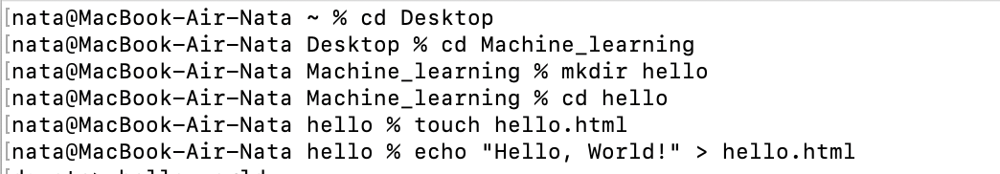 [nata@MacBook-Air-Nata ~ % cd Desktop
[nata@MacBook-Air-Nata Desktop % cd Machine_learning
[nata@MacBook-Air-Nata Machine_learning % mkdir hello
[nata@MacBook-Air-Nata Machine_learning % cd hello
[nata@MacBook-Air-Nata hello % touch hello.html
[nata@MacBook-Air-Nata hello % echo "Hello, World!" > hello.html